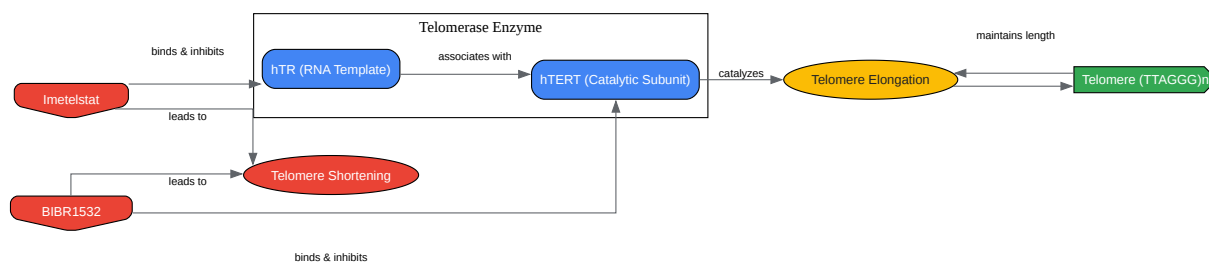 Telomerase Enzyme
maintains length
binds & inhibits
associates with
hTR (RNA Template)
hTERT (Catalytic Subunit)
catalyzes
Telomere Elongation
Telomere (TTAGGG)n
Imetelstat
leads to
Telomere Shortening
leads to
BIBR1532
binds & inhibits